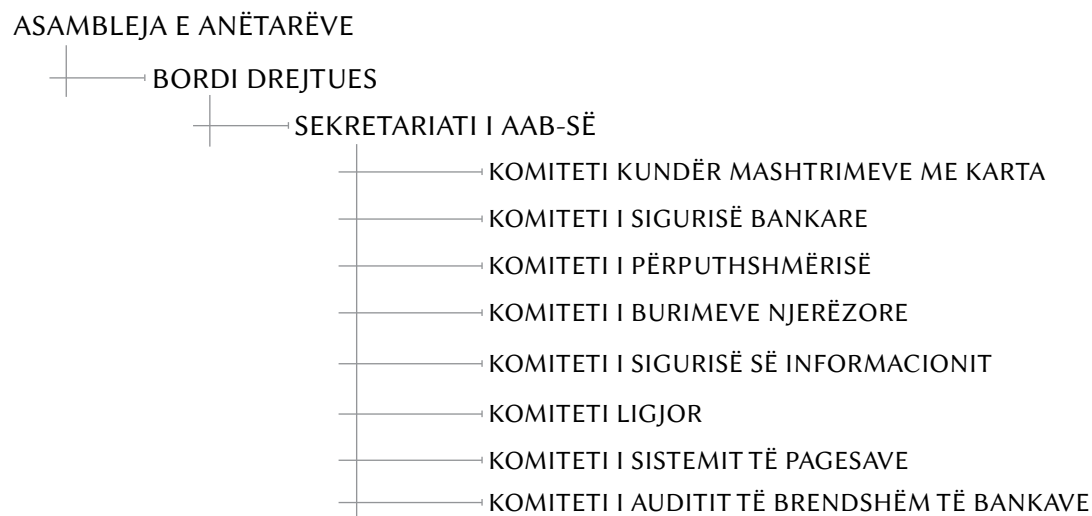 ASAMBLEJA E ANËTARËVE
BORDI DREJTUES
SEKRETARIATI I AAB-SË
KOMITETI KUNDËR MASHTRIMEVE ME KARTA
KOMITETI I SIGURISË BANKARE
KOMITETI I PËRPUTHSHMËRISË
KOMITETI I BURIMEVE NJERËZORE
KOMITETI I SIGURISË SË INFORMACIONIT
KOMITETI LIGJOR
KOMITETI I SISTEMIT TË PAGESAVE
KOMITETI I AUDITIT TË BRENDSHËM TË BANKAVE